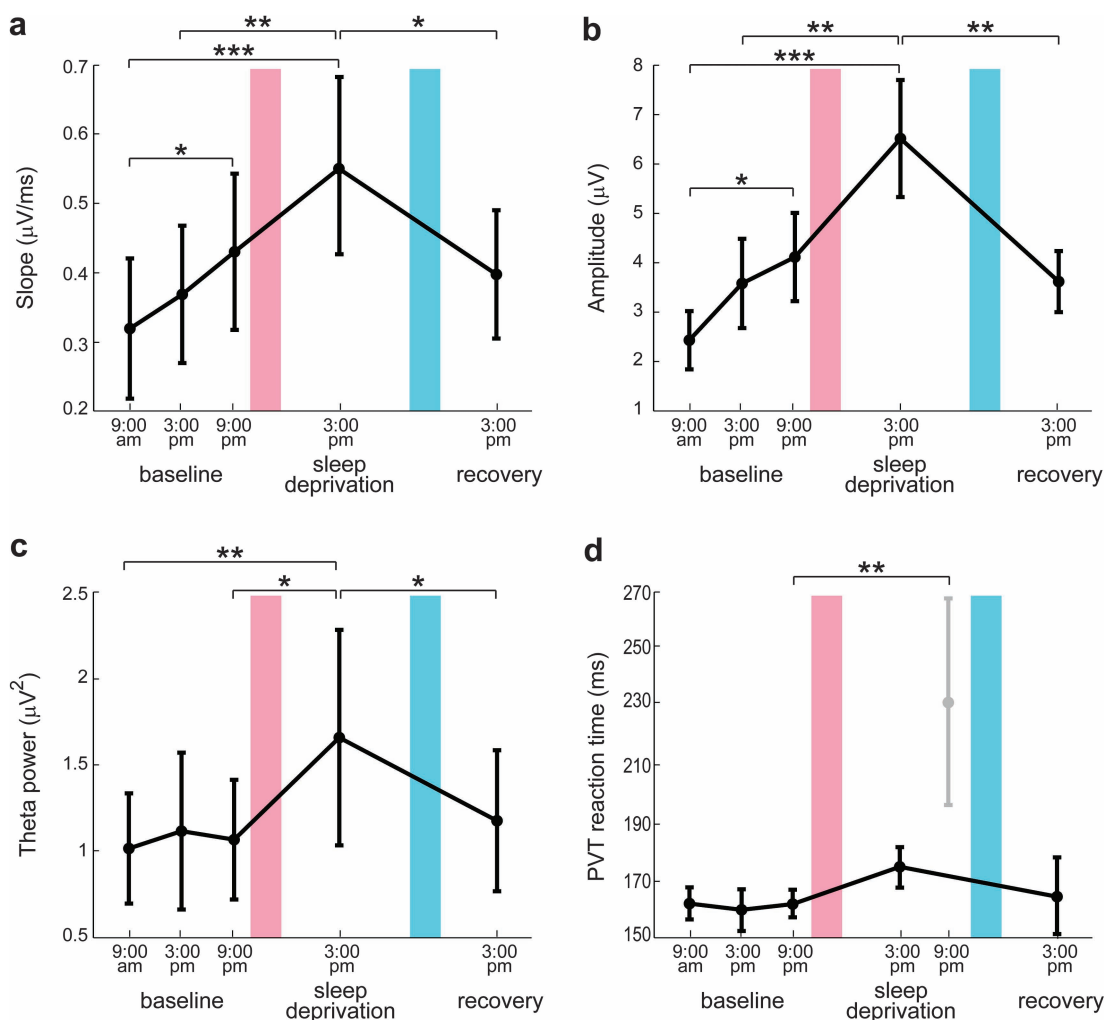 a
** *
***
*
Slope (μV/ms)
0.7
0.6
0.5
0.4
0.3
0.2
9:00 am 3:00 pm 9:00 pm 3:00 pm 3:00 pm
baseline sleep deprivation recovery
b
** **
***
*
Amplitude (μV)
8
7
6
5
4
3
2
1
9:00 am 3:00 pm 9:00 pm 3:00 pm 3:00 pm
baseline sleep deprivation recovery
c
**
* *
Theta power (μV²)
2.5
2
1.5
1
0.5
9:00 am 3:00 pm 9:00 pm 3:00 pm 3:00 pm
baseline sleep deprivation recovery
d
**
PVT reaction time (ms)
270
250
230
210
190
170
150
9:00 am 3:00 pm 9:00 pm 3:00 pm 9:00 pm 3:00 pm
baseline sleep deprivation recovery